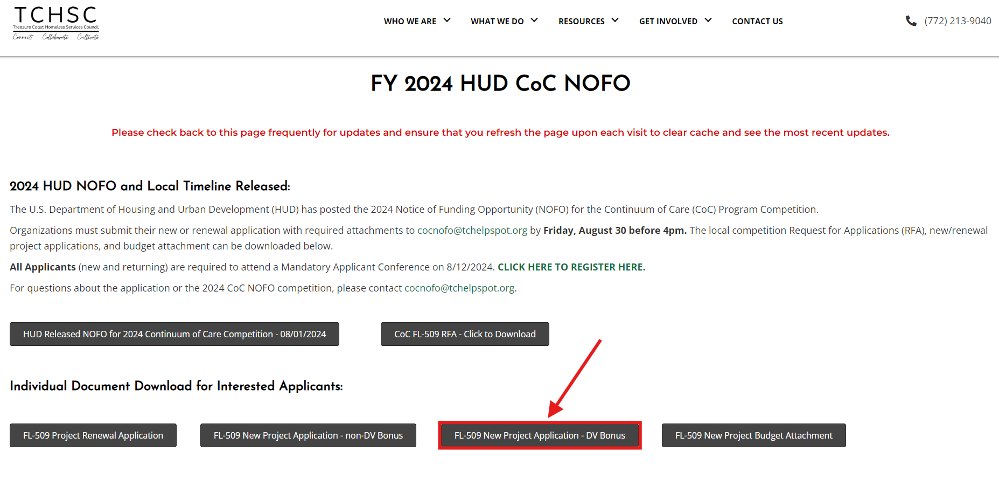 TCHSC
Treasure Coast Homeless Services Council
Connect Collaborate Cultivate
WHO WE ARE
WHAT WE DO
RESOURCES
GET INVOLVED
CONTACT US
(772) 213-9040
FY 2024 HUD CoC NOFO
Please check back to this page frequently for updates and ensure that you refresh the page upon each visit to clear cache and see the most recent updates.
2024 HUD NOFO and Local Timeline Released:
The U.S. Department of Housing and Urban Development (HUD) has posted the 2024 Notice of Funding Opportunity (NOFO) for the Continuum of Care (CoC) Program Competition.
Organizations must submit their new or renewal application with required attachments to cocnofo@tchelpspot.org by Friday, August 30 before 4pm. The local competition Request for Applications (RFA), new/renewal
project applications, and budget attachment can be downloaded below.
All Applicants (new and returning) are required to attend a Mandatory Applicant Conference on 8/12/2024. CLICK HERE TO REGISTER HERE.
For questions about the application or the 2024 CoC NOFO competition, please contact cocnofo@tchelpspot.org.
HUD Released NOFO for 2024 Continuum of Care Competition - 08/01/2024
CoC FL-509 RFA - Click to Download
Individual Document Download for Interested Applicants:
FL-509 Project Renewal Application
FL-509 New Project Application - non-DV Bonus
FL-509 New Project Application - DV Bonus
FL-509 New Project Budget Attachment